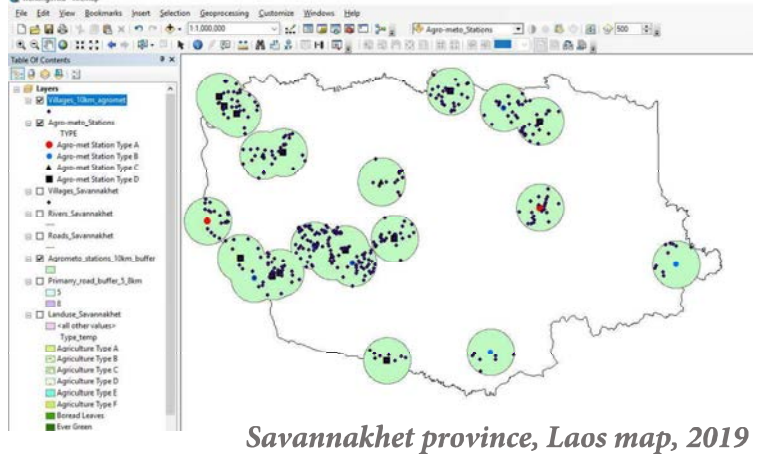 File Edit View Bookmarks Insert Selection Geoprocessing Customize Windows Help
1:1,000,000
Agro-meto_Stations
500
Table Of Contents
Layers
Villages_10km_agromet
Agro-meto_Stations
TYPE
Agro-met Station Type A
Agro-met Station Type B
Agro-met Station Type C
Agro-met Station Type D
Villages_Savannakhet
Rivers_Savannakhet
Roads_Savannakhet
Agrometo_stations_10km_buffer
Primany_road_buffer_5_8km
5
8
Landuse_Savannakhet
<all other values>
Type_temp
Agriculture Type A
Agriculture Type B
Agriculture Type C
Agriculture Type D
Agriculture Type E
Agriculture Type F
Boread Leaves
Ever Green
Savannakhet province, Laos map, 2019